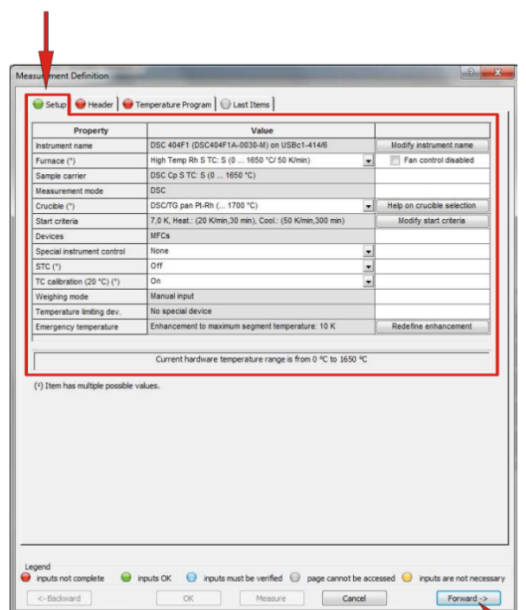 Measurement Definition
Setup Header Temperature Program Last Items
Property Value
Instrument name DSC 404F1 (DSC404F1A-0030-M) on USBc1-414/6 Modify instrument name
Furnace (*) High Temp Rh S TC: S (0 ... 1650 °C/ 50 K/min) Fan control disabled
Sample carrier DSC Cp S TC: S (0 ... 1650 °C)
Measurement mode DSC
Crucible (*) DSC/TG pan Pt-Rh (... 1700 °C) Help on crucible selection
Start criteria 7,0 K, Heat.: (20 K/min,30 min), Cool.: (50 K/min,300 min) Modify start criteria
Devices MFCs
Special instrument control None
STC (*) Off
TC calibration (20 °C) (*) On
Weighing mode Manual input
Temperature limiting dev. No special device
Emergency temperature Enhancement to maximum segment temperature: 10 K Redefine enhancement
Current hardware temperature range is from 0 °C to 1650 °C
(*) Item has multiple possible values.
Legend
inputs not complete inputs OK inputs must be verified page cannot be accessed inputs are not necessary
<- Backward OK Measure Cancel Forward ->